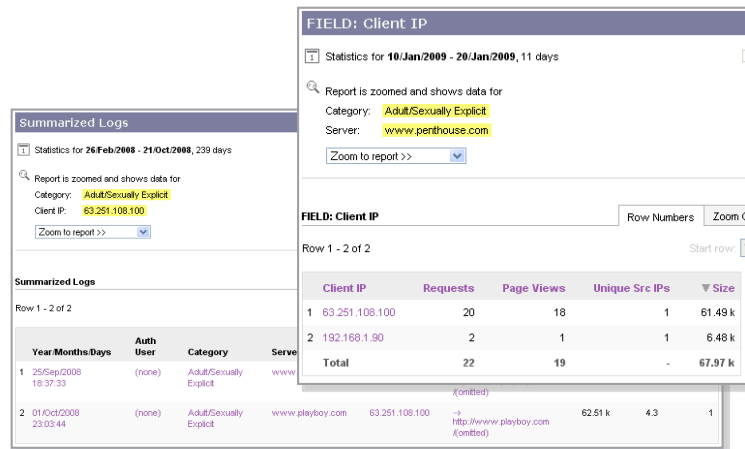 FIELD: Client IP
1 Statistics for 10/Jan/2009 - 20/Jan/2009, 11 days
Report is zoomed and shows data for
Category: Adult/Sexually Explicit
Server: www.penthouse.com
Zoom to report >>
FIELD: Client IP Row Numbers Zoom
Row 1 - 2 of 2 Start row:
Client IP Requests Page Views Unique Src IPs ▼ Size
1 63.251.108.100 20 18 1 61.49 k
2 192.168.1.90 2 1 1 6.48 k
Total 22 19 - 67.97 k
Summarized Logs
1 Statistics for 26/Feb/2008 - 21/Oct/2008, 239 days
Report is zoomed and shows data for
Category: Adult/Sexually Explicit
Client IP: 63.251.108.100
Zoom to report >>
Summarized Logs
Row 1 - 2 of 2
Year/Months/Days Auth User Category
1 25/Sep/2008 (none) Adult/Sexually www.
18:37:33 Explicit /(omitted)
2 01/Oct/2008 (none) Adult/Sexually www.playboy.com 63.251.108.100 → 62.51 k 4.3 1
23:03:44 Explicit http://www.playboy.com
/(omitted)